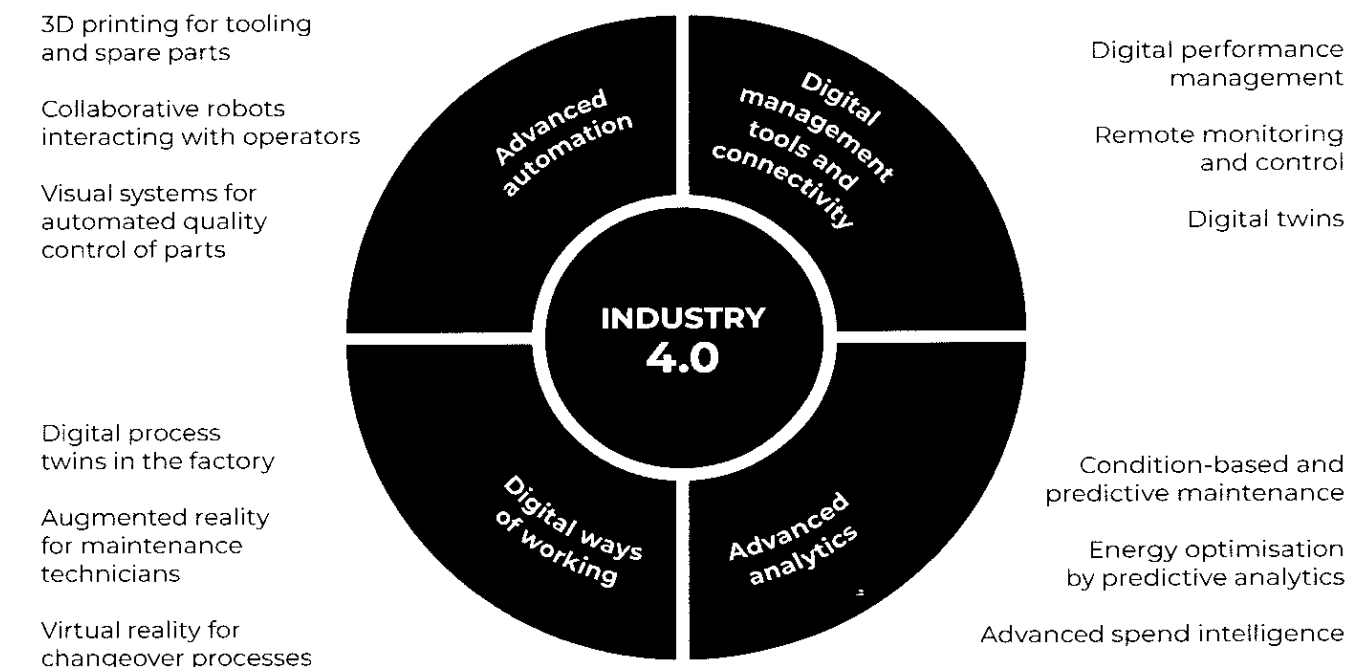 3D printing for tooling
and spare parts
Collaborative robots
interacting with operators
Visual systems for
automated quality
control of parts
Advanced
automation
Digital
management
tools and
connectivity
Digital performance
management
Remote monitoring
and control
Digital twins
INDUSTRY
4.0
Digital process
twins in the factory
Augmented reality
for maintenance
technicians
Virtual reality for
changeover processes
Digital ways
of working
Advanced
analytics
Condition-based and
predictive maintenance
Energy optimisation
by predictive analytics
Advanced spend intelligence